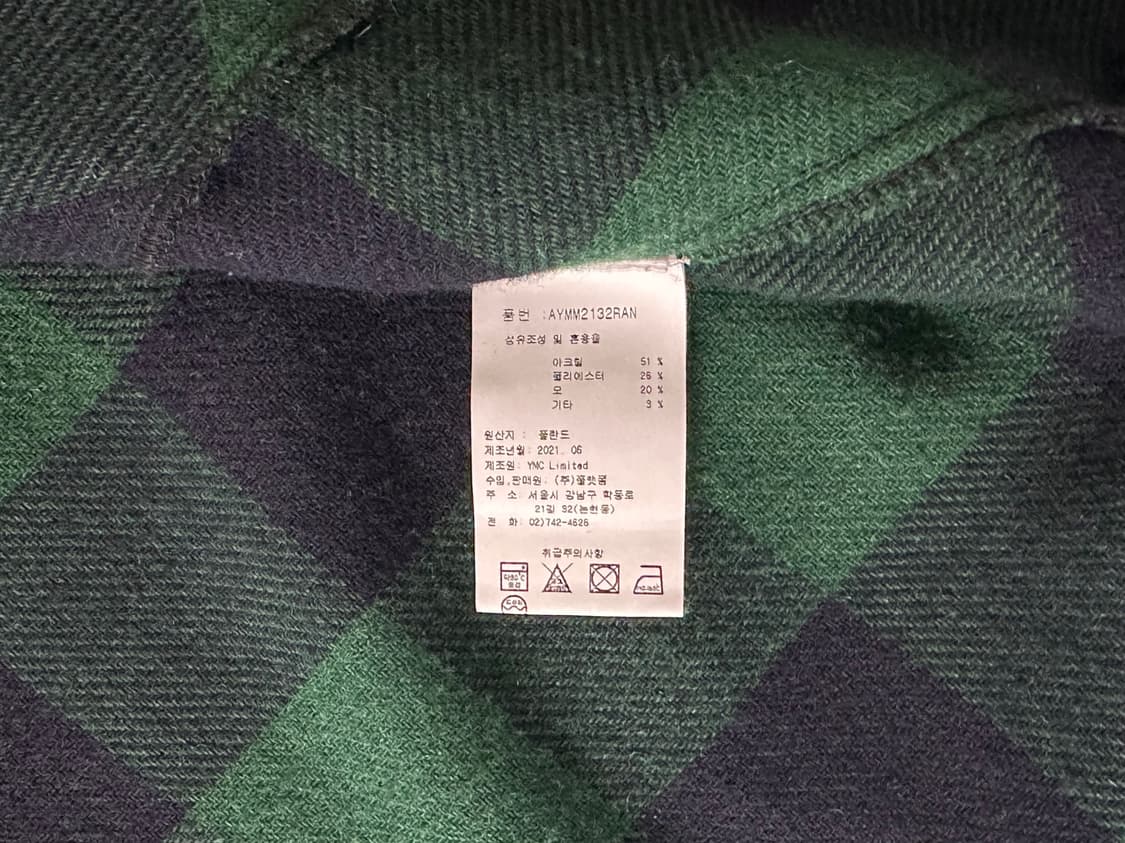 품번 :AYMM2132RAN
섬유조성 및 혼용율
아크릴 51 %
폴리에스터 26 %
모 20 %
기타 3 %
원산지 : 폴란드
제조년월: 2021. 06
제조원: YMC Limited
수입,판매원: (주)플랫폼
주 소: 서울시 강남구 학동로
21길 32(논현동)
전 화: 02)742-4628
취급주의사항